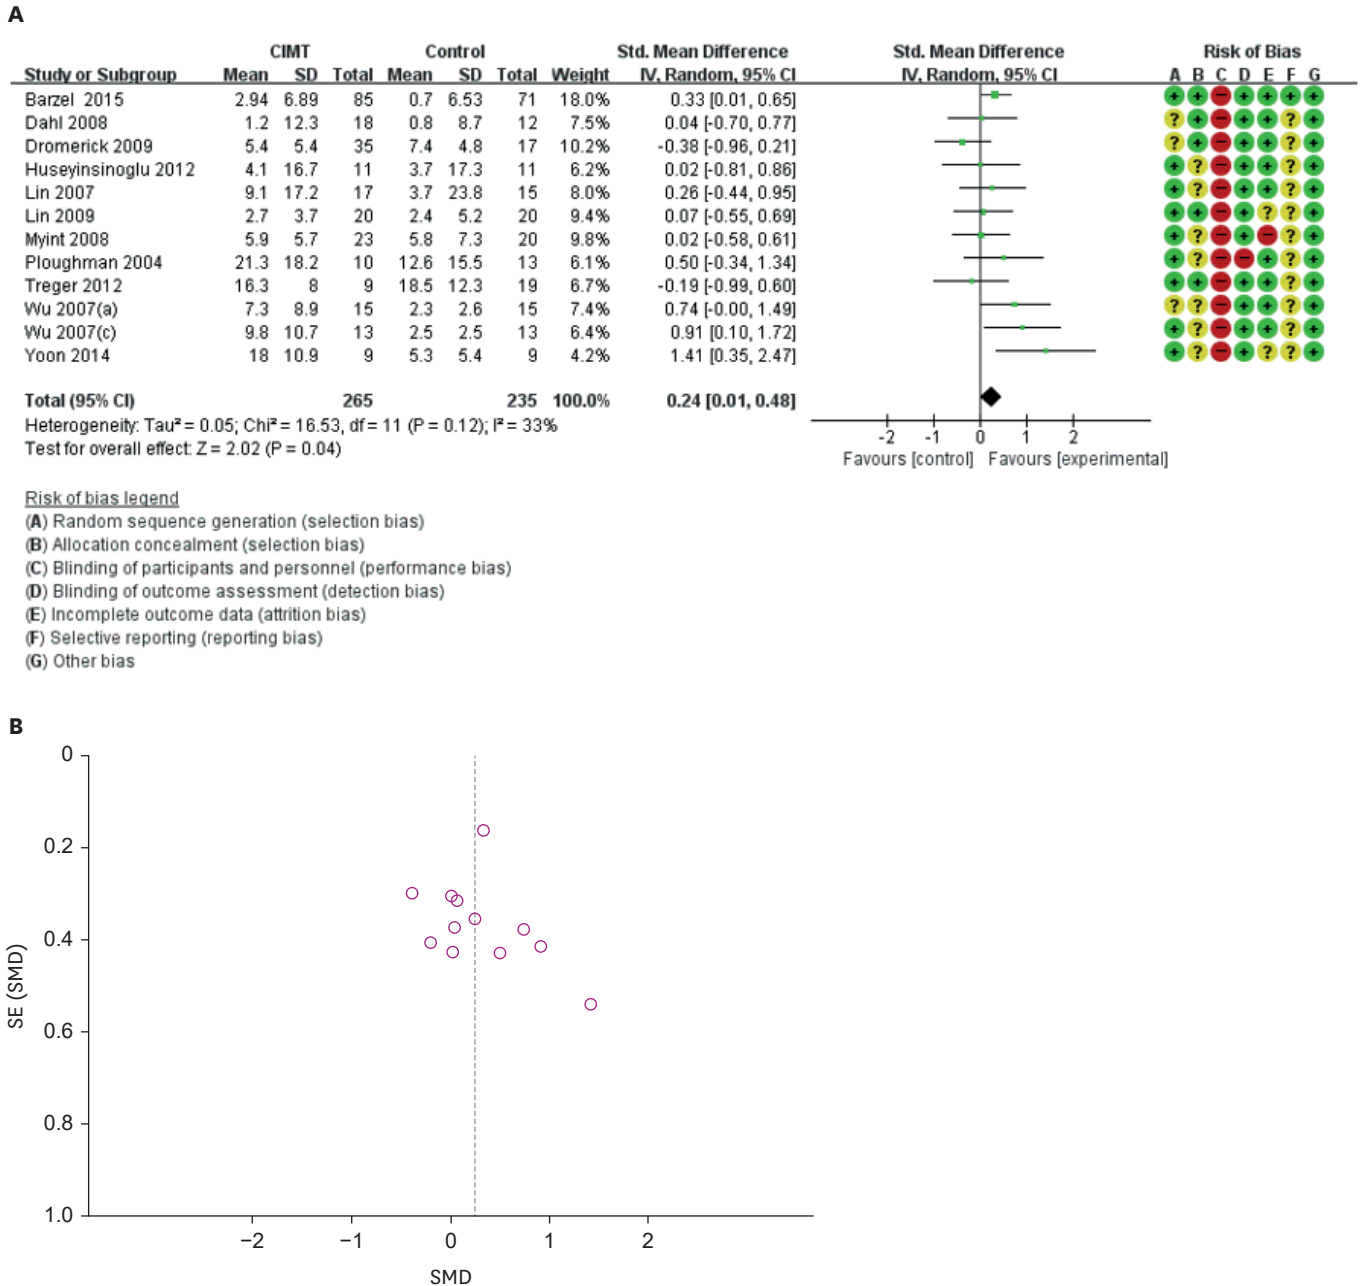 A
CIMT Control Std. Mean Difference Std. Mean Difference Risk of Bias
Study or Subgroup Mean SD Total Mean SD Total Weight IV, Random, 95% CI IV, Random, 95% CI A B C D E F G
Barzel 2015 2.94 6.89 85 0.7 6.53 71 18.0% 0.33 [0.01, 0.65] + + − + + + +
Dahl 2008 1.2 12.3 18 0.8 8.7 12 7.5% 0.04 [-0.70, 0.77] ? + − + + ? +
Dromerick 2009 5.4 5.4 35 7.4 4.8 17 10.2% -0.38 [-0.96, 0.21] ? + − + + ? +
Huseyinsinoglu 2012 4.1 16.7 11 3.7 17.3 11 6.2% 0.02 [-0.81, 0.86] + ? − + + ? +
Lin 2007 9.1 17.2 17 3.7 23.8 15 8.0% 0.26 [-0.44, 0.95] + ? − + + ? +
Lin 2009 2.7 3.7 20 2.4 5.2 20 9.4% 0.07 [-0.55, 0.69] + + − + ? ? +
Myint 2008 5.9 5.7 23 5.8 7.3 20 9.8% 0.02 [-0.58, 0.61] + ? − + − ? +
Ploughman 2004 21.3 18.2 10 12.6 15.5 13 6.1% 0.50 [-0.34, 1.34] + ? − − + ? +
Treger 2012 16.3 8 9 18.5 12.3 19 6.7% -0.19 [-0.99, 0.60] + + − + + ? +
Wu 2007(a) 7.3 8.9 15 2.3 2.6 15 7.4% 0.74 [-0.00, 1.49] ? ? − + + ? +
Wu 2007(c) 9.8 10.7 13 2.5 2.5 13 6.4% 0.91 [0.10, 1.72] + ? − + + ? +
Yoon 2014 18 10.9 9 5.3 5.4 9 4.2% 1.41 [0.35, 2.47] + ? − + ? ? +
Total (95% CI) 265 235 100.0% 0.24 [0.01, 0.48]
Heterogeneity: Tau² = 0.05; Chi² = 16.53, df = 11 (P = 0.12); I² = 33%
Test for overall effect: Z = 2.02 (P = 0.04)
-2 -1 0 1 2
Favours [control] Favours [experimental]
Risk of bias legend
(A) Random sequence generation (selection bias)
(B) Allocation concealment (selection bias)
(C) Blinding of participants and personnel (performance bias)
(D) Blinding of outcome assessment (detection bias)
(E) Incomplete outcome data (attrition bias)
(F) Selective reporting (reporting bias)
(G) Other bias
B
0
0.2
0.4
0.6
0.8
1.0
SE (SMD)
−2 −1 0 1 2
SMD